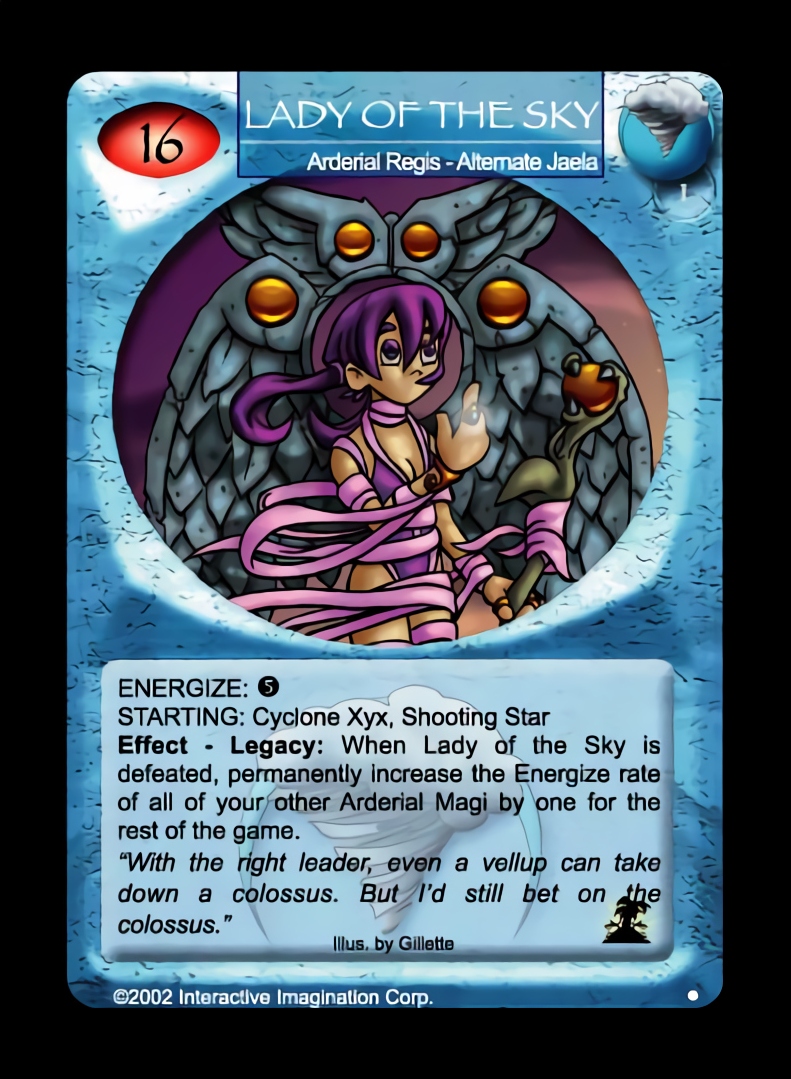 16
LADY OF THE SKY
Arderial Regis - Alternate Jaela
1
ENERGIZE: 5
STARTING: Cyclone Xyx, Shooting Star
Effect - Legacy: When Lady of the Sky is
defeated, permanently increase the Energize rate
of all of your other Arderial Magi by one for the
rest of the game.
"With the right leader, even a vellup can take
down a colossus. But I'd still bet on the
colossus."
Illus. by Gillette
©2002 Interactive Imagination Corp.